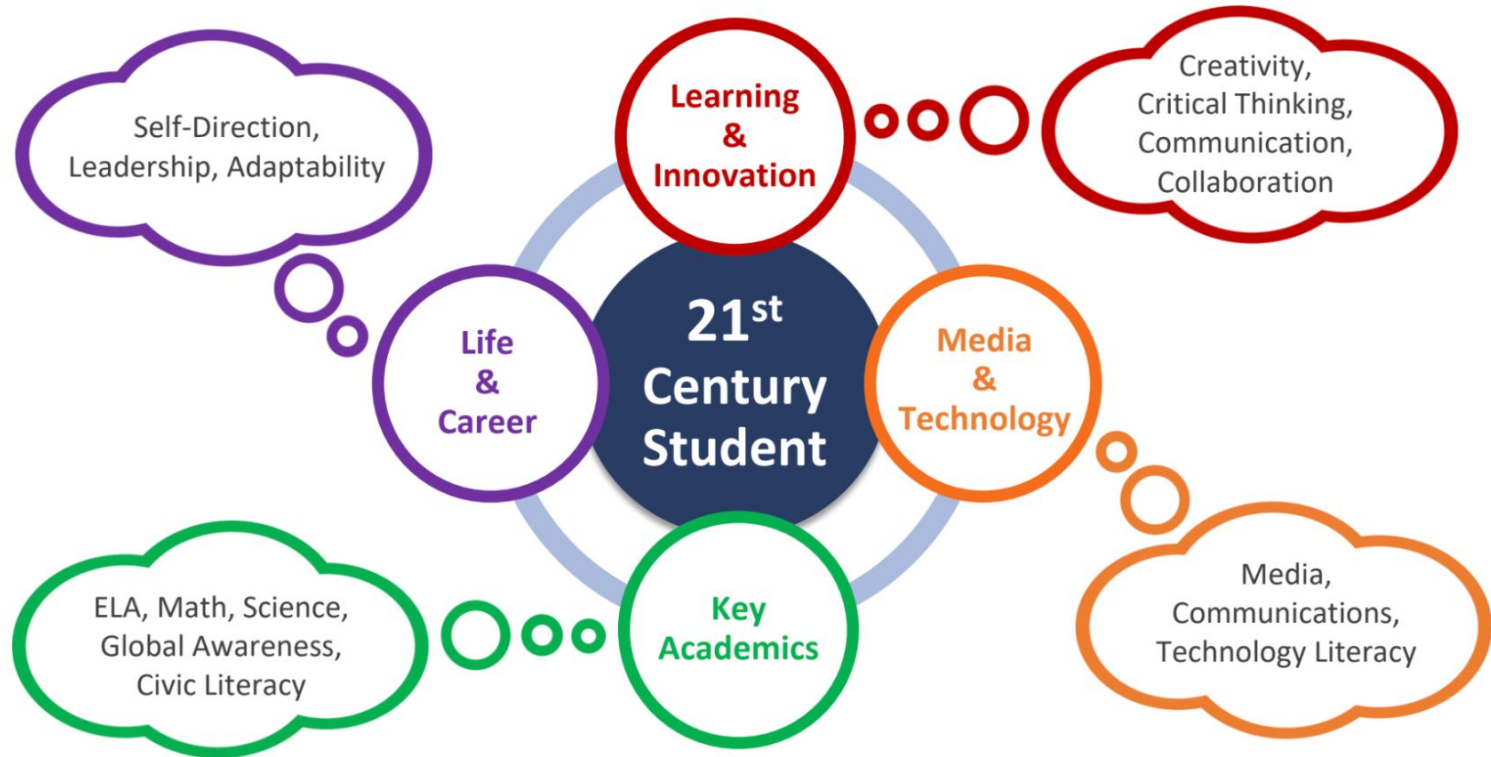 Learning
&
Innovation
Creativity,
Critical Thinking,
Communication,
Collaboration
Self-Direction,
Leadership, Adaptability
21st
Century
Student
Life
&
Career
Media
&
Technology
Key
Academics
ELA, Math, Science,
Global Awareness,
Civic Literacy
Media,
Communications,
Technology Literacy